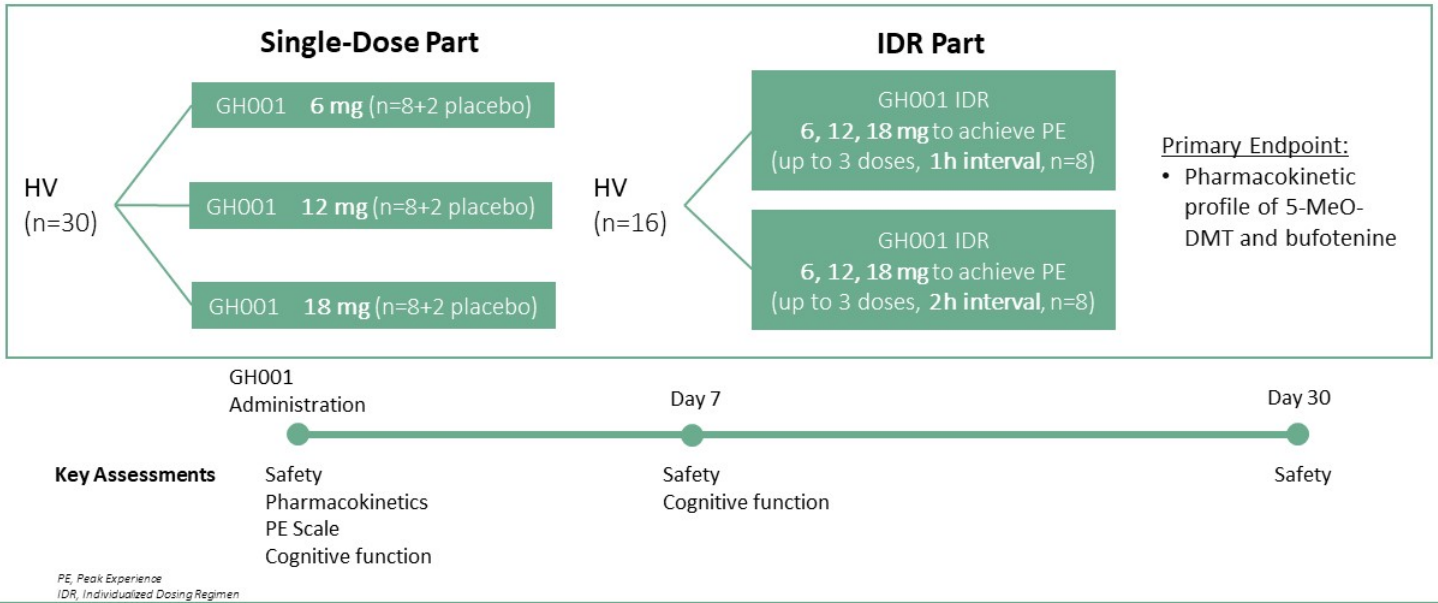 Single-Dose Part
IDR Part
HV
(n=30)
GH001 6 mg (n=8+2 placebo)
GH001 12 mg (n=8+2 placebo)
GH001 18 mg (n=8+2 placebo)
HV
(n=16)
GH001 IDR
6, 12, 18 mg to achieve PE
(up to 3 doses, 1h interval, n=8)
GH001 IDR
6, 12, 18 mg to achieve PE
(up to 3 doses, 2h interval, n=8)
Primary Endpoint:
• Pharmacokinetic
profile of 5-MeO-
DMT and bufotenine
GH001
Administration
Day 7
Day 30
Key Assessments
Safety
Pharmacokinetics
PE Scale
Cognitive function
Safety
Cognitive function
Safety
PE, Peak Experience
IDR, Individualized Dosing Regimen